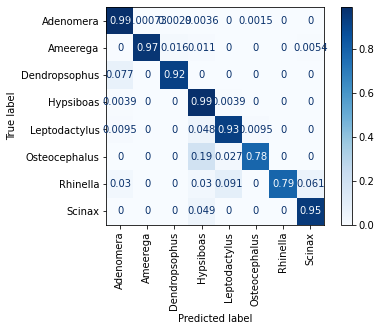 True label
Adenomera 0.99 0.00073 0.0029 0.0036 0 0.0015 0 0
Ameerega 0 0.97 0.016 0.011 0 0 0 0.0054
Dendropsophus 0.077 0 0.92 0 0 0 0 0
Hypsiboas 0.0039 0 0 0.99 0.0039 0 0 0
Leptodactylus 0.0095 0 0 0.048 0.93 0.0095 0 0
Osteocephalus 0 0 0 0.19 0.027 0.78 0 0
Rhinella 0.03 0 0 0.03 0.091 0 0.79 0.061
Scinax 0 0 0 0.049 0 0 0 0.95
Adenomera
Ameerega
Dendropsophus
Hypsiboas
Leptodactylus
Osteocephalus
Rhinella
Scinax
Predicted label
0.8
0.6
0.4
0.2
0.0